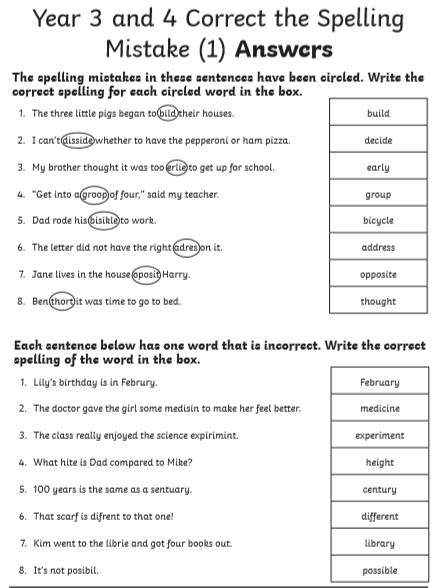 Year 3 and 4 Correct the Spelling
Mistake (1) Answers
The spelling mistakes in these sentences have been circled. Write the
correct spelling for each circled word in the box.
1. The three little pigs began to bild their houses. build
2. I can't disside whether to have the pepperoni or ham pizza. decide
3. My brother thought it was too erlie to get up for school. early
4. "Get into a groop of four," said my teacher. group
5. Dad rode his bisikle to work. bicycle
6. The letter did not have the right adres on it. address
7. Jane lives in the house oposit Harry. opposite
8. Ben thort it was time to go to bed. thought
Each sentence below has one word that is incorrect. Write the correct
spelling of the word in the box.
1. Lily's birthday is in Februry. February
2. The doctor gave the girl some medisin to make her feel better. medicine
3. The class really enjoyed the science expirimint. experiment
4. What hite is Dad compared to Mike? height
5. 100 years is the same as a sentuary. century
6. That scarf is difrent to that one! different
7. Kim went to the librie and got four books out. library
8. It's not posibil. possible